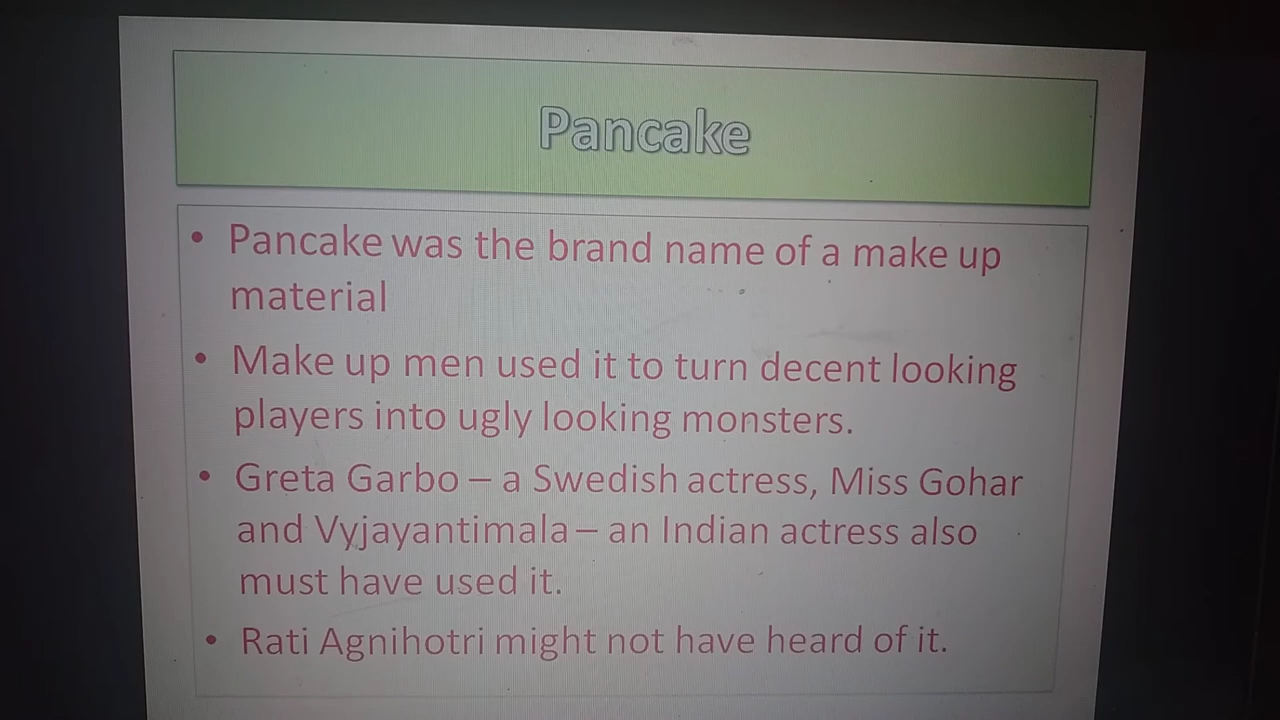 Pancake
• Pancake was the brand name of a make up
material
• Make up men used it to turn decent looking
players into ugly looking monsters.
• Greta Garbo – a Swedish actress, Miss Gohar
and Vyjayantimala – an Indian actress also
must have used it.
• Rati Agnihotri might not have heard of it.